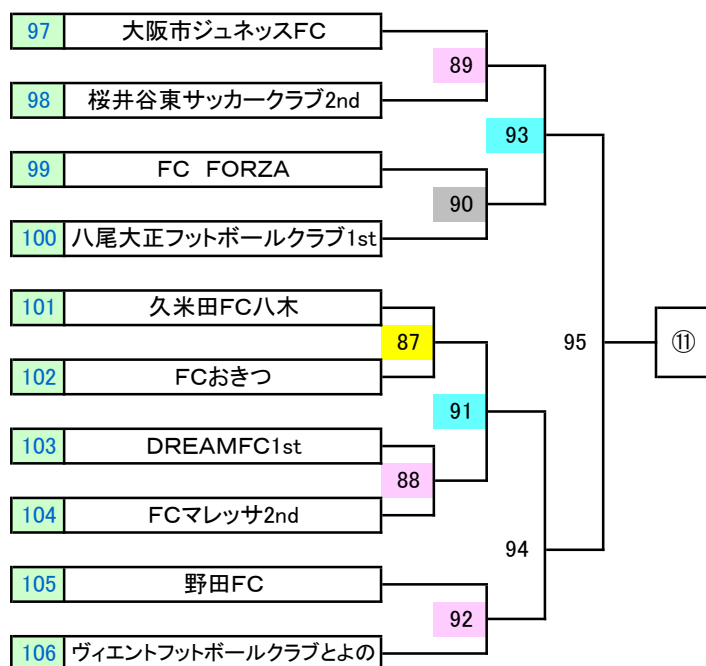 97 大阪市ジュネッスFC
89
98 桜井谷東サッカークラブ2nd
93
99 FC FORZA
90
100 八尾大正フットボールクラブ1st
101 久米田FC八木
87
95
⑪
102 FCおきつ
91
103 DREAMFC1st
88
104 FCマレッサ2nd
94
105 野田FC
92
106 ヴィエントフットボールクラブとよの